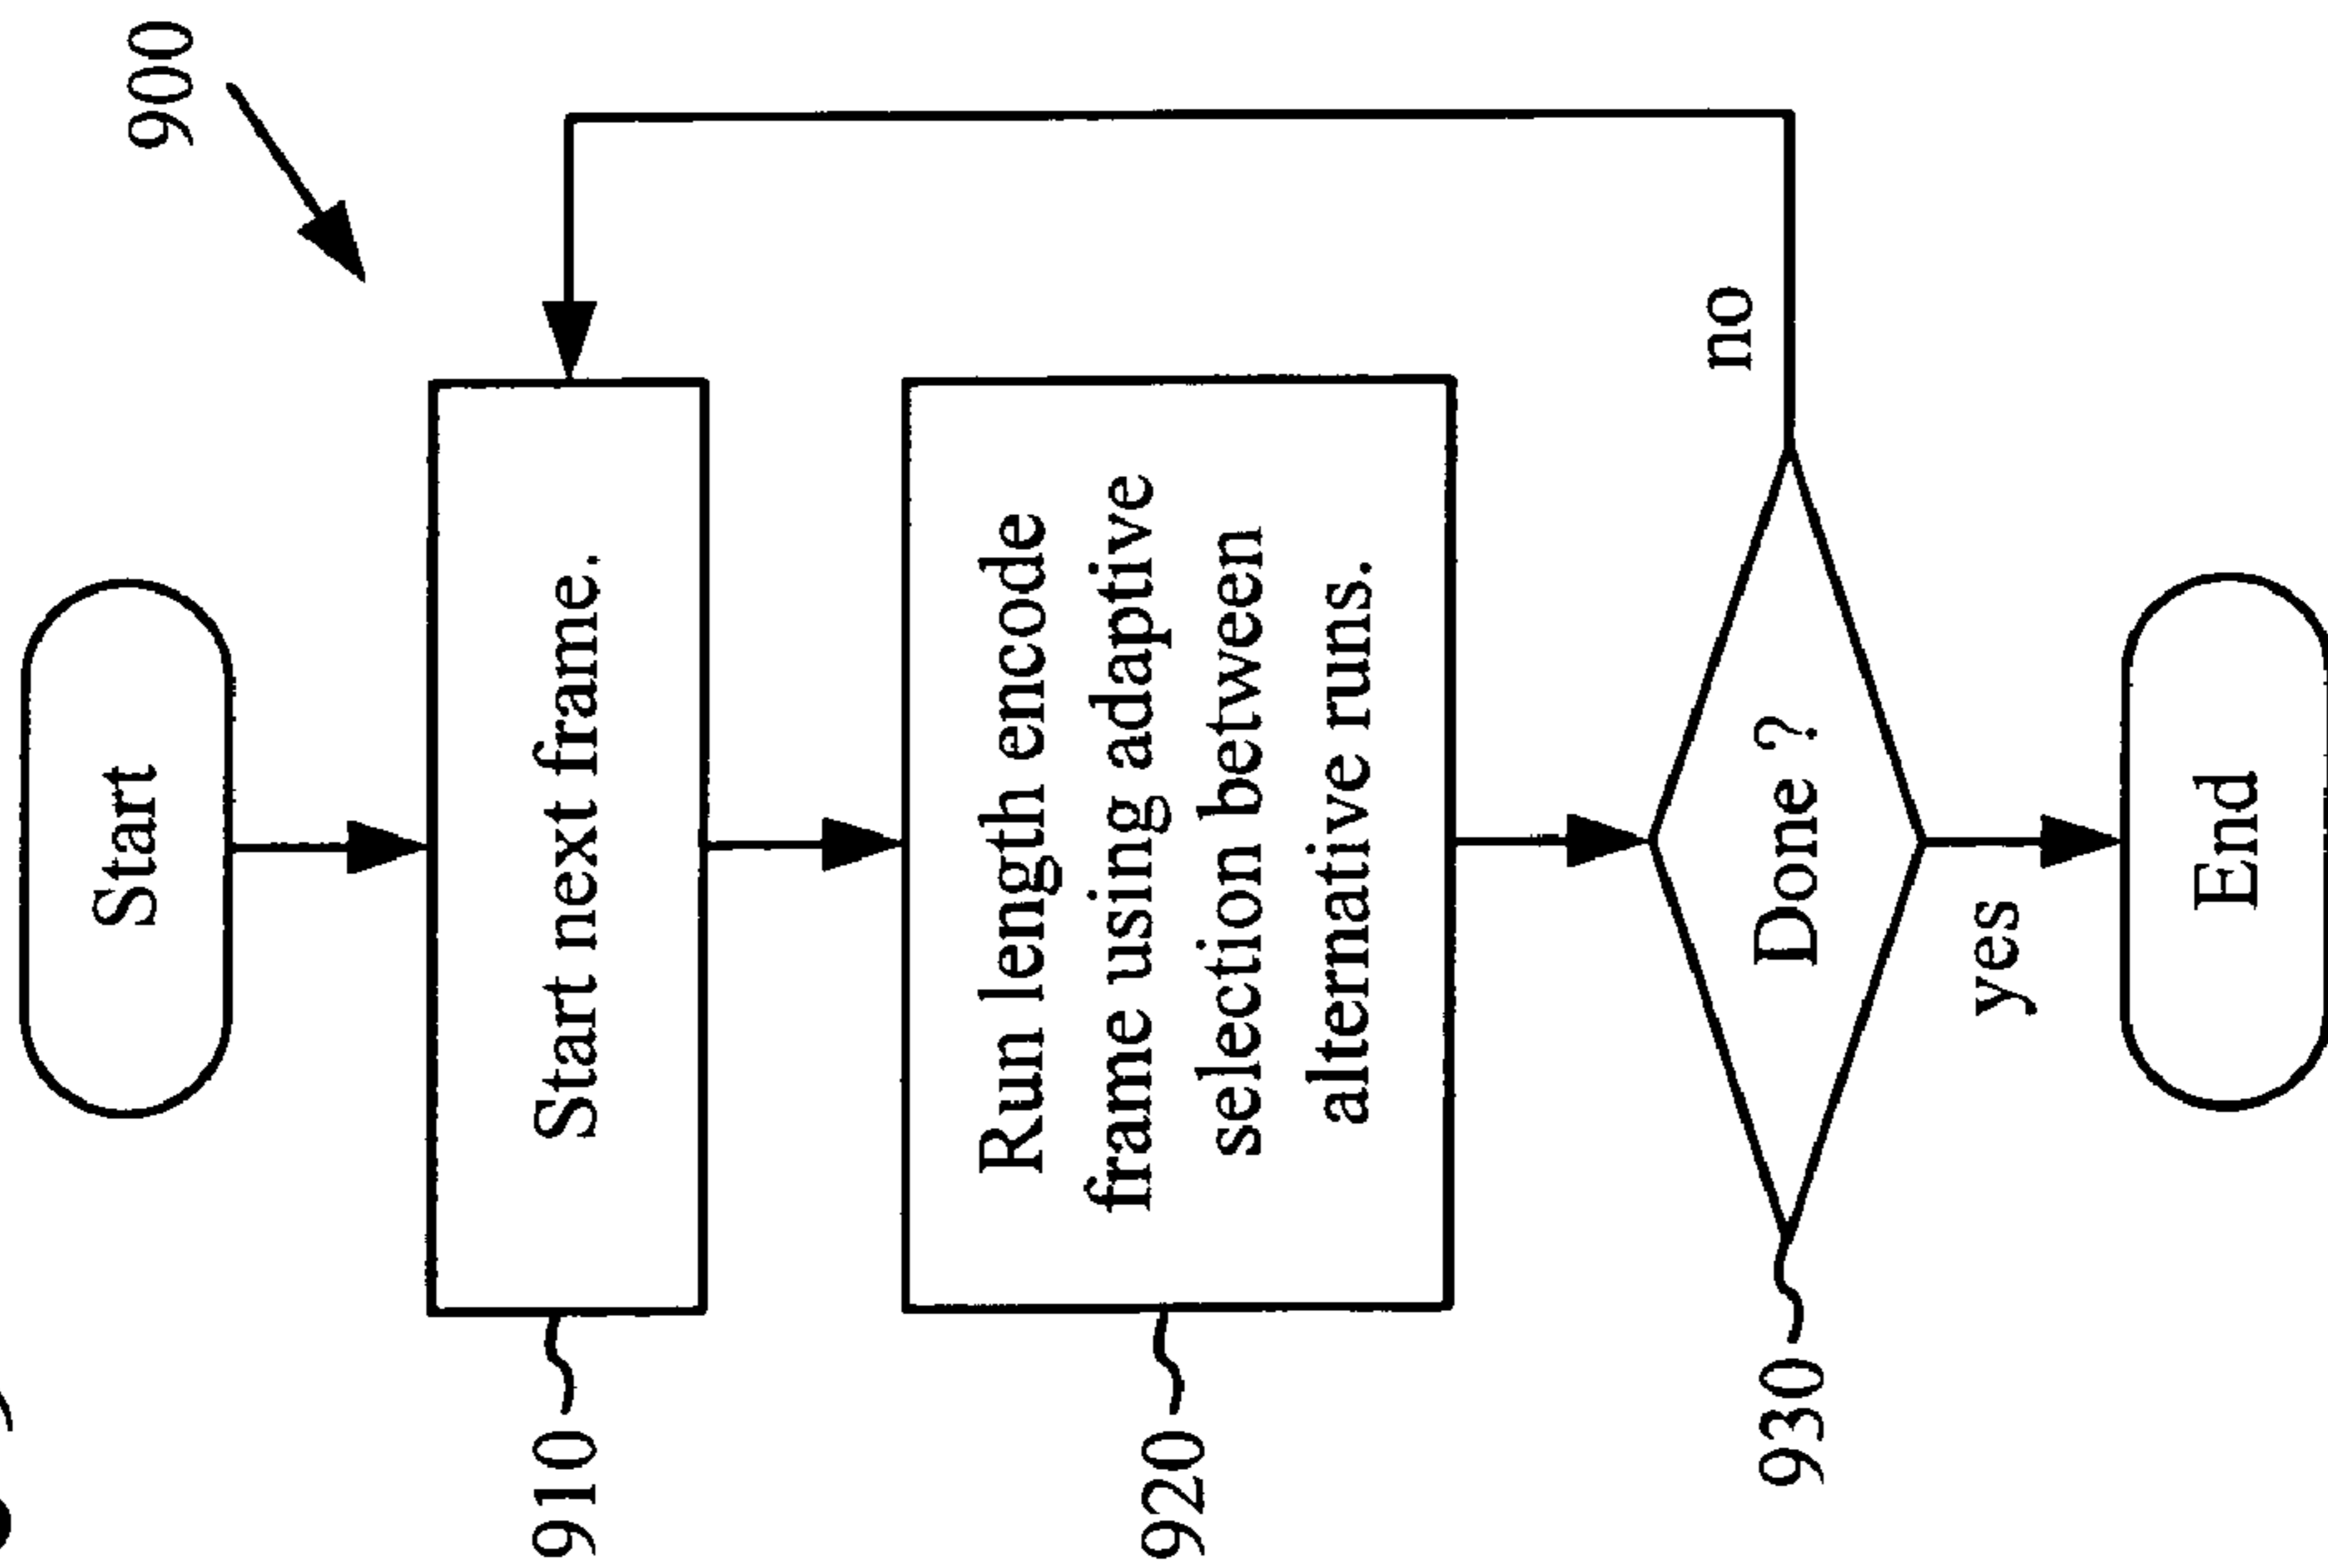 900
Start
910
Start next frame.
920
Run length encode
frame using adaptive
selection between
alternative runs.
930
Done ?
no
yes
End